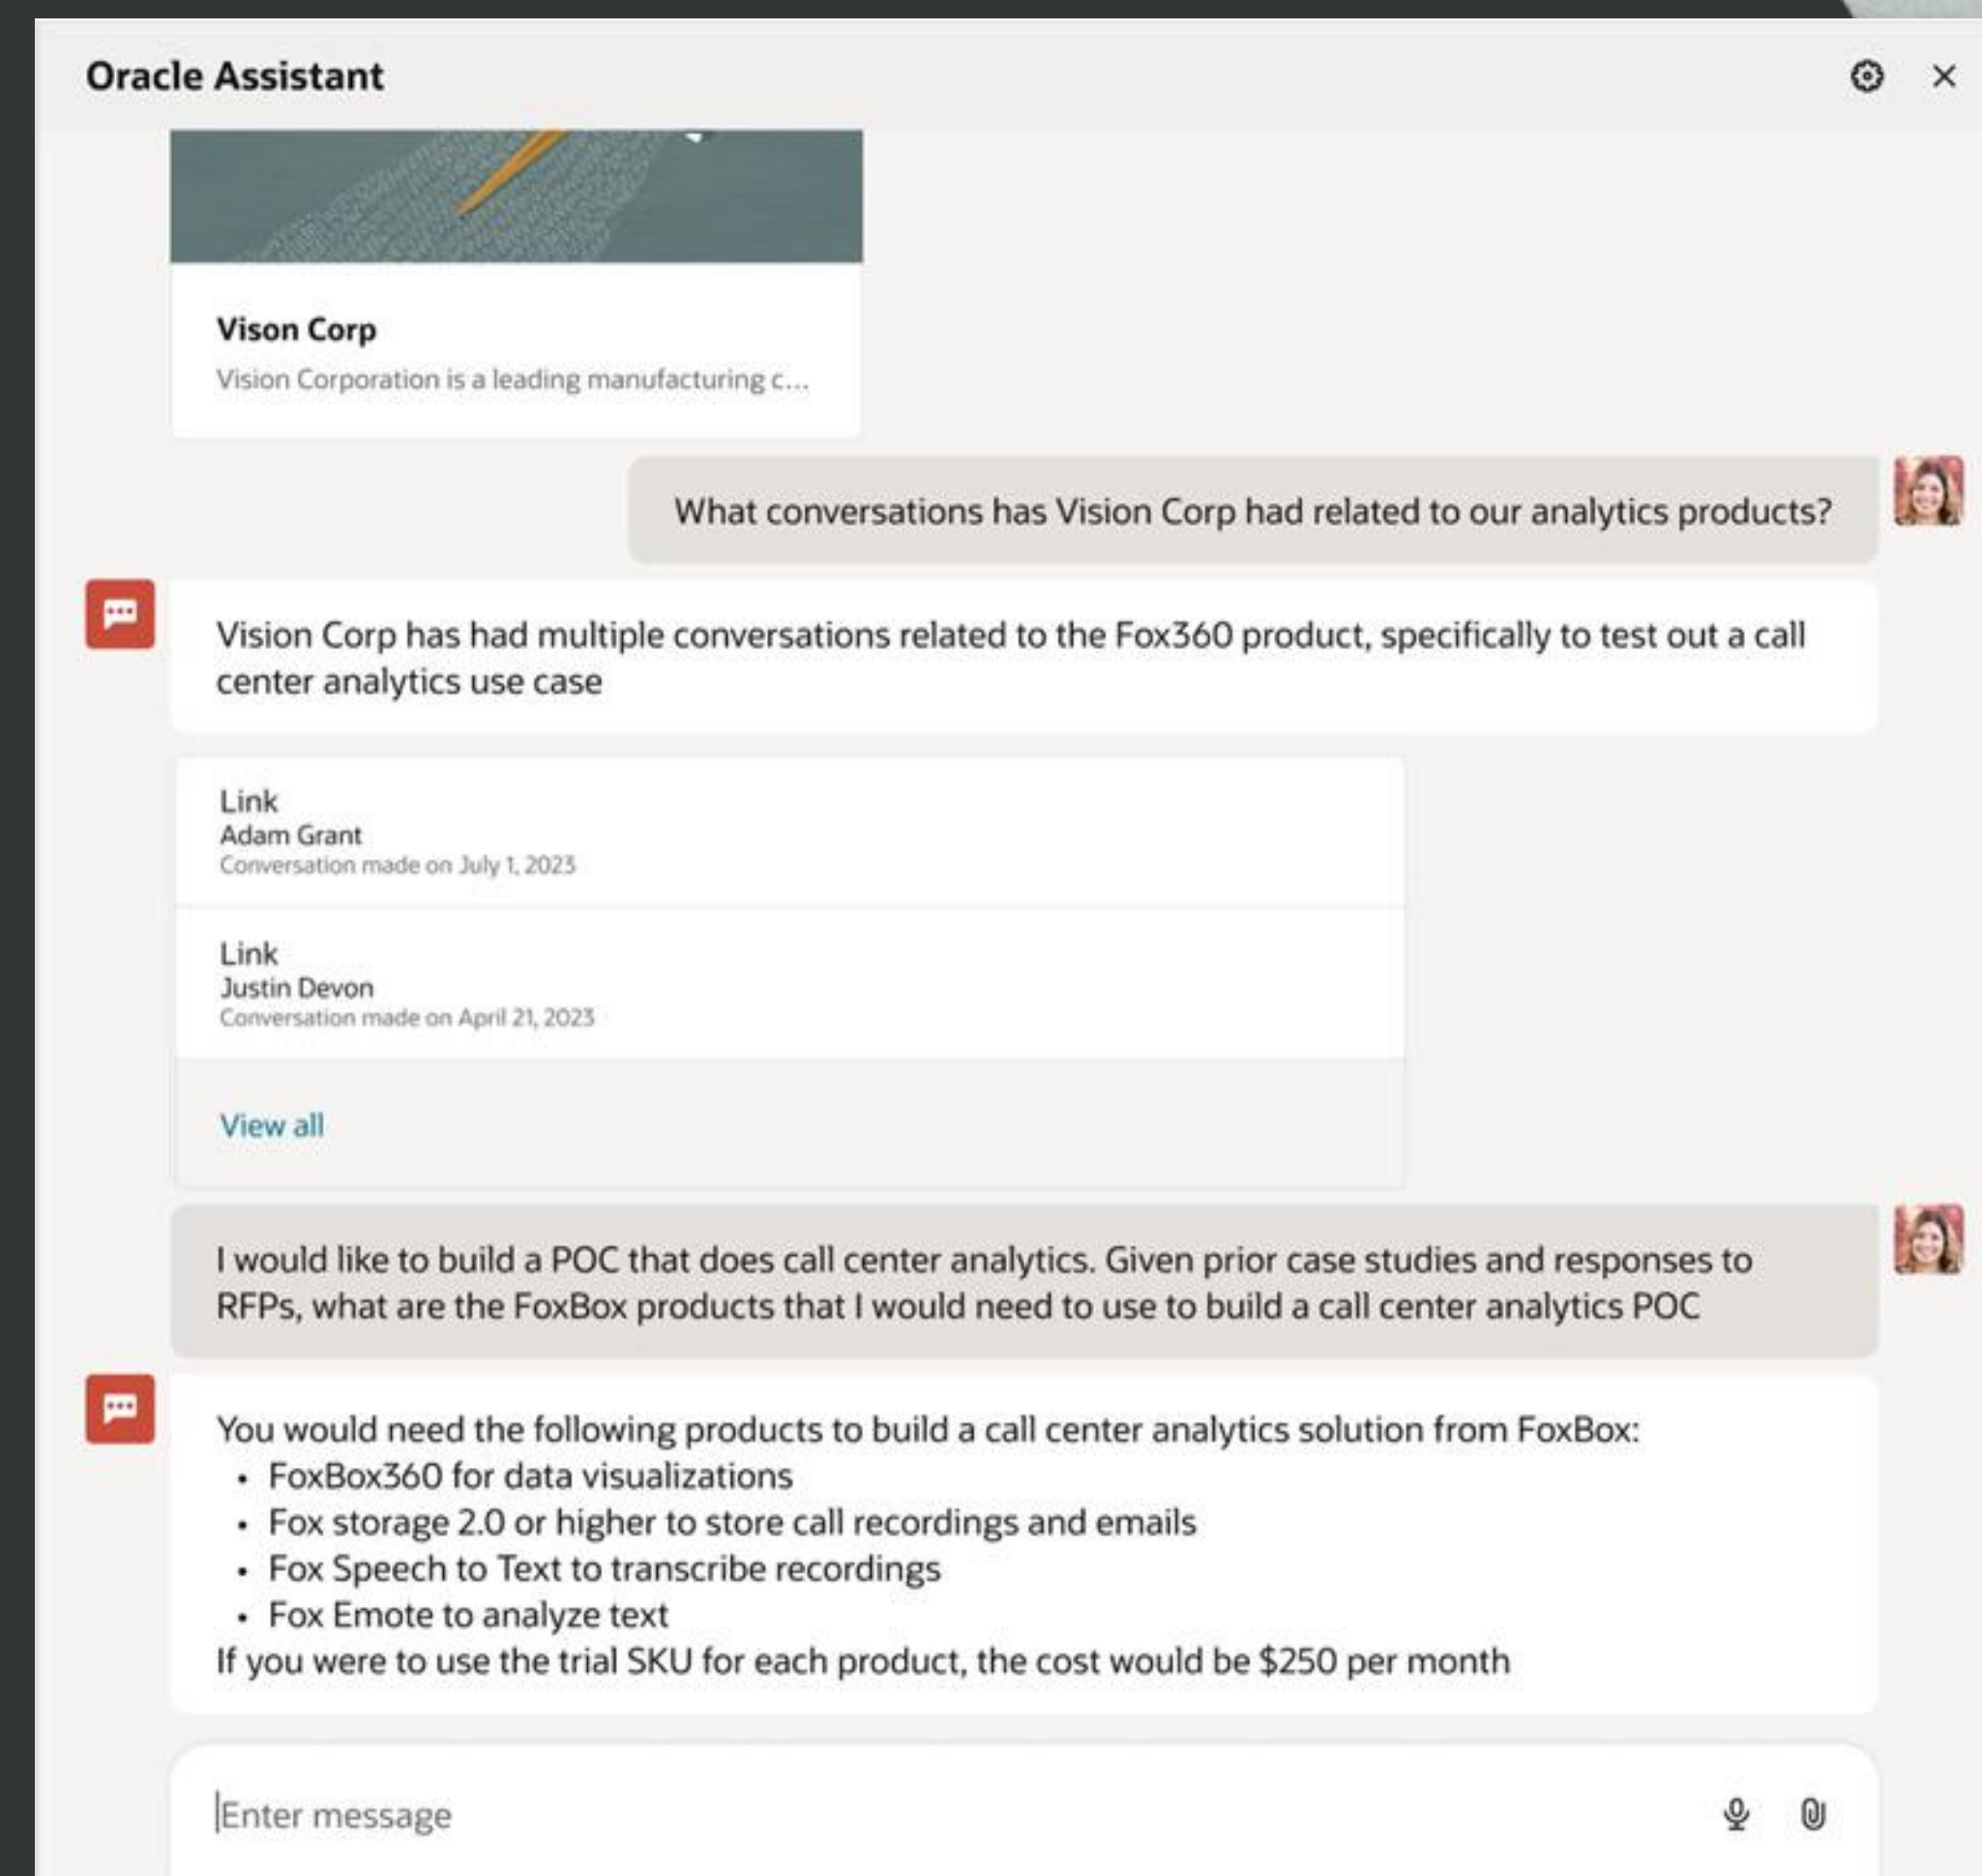 Oracle Assistant
Vison Corp
Vision Corporation is a leading manufacturing c...
What conversations has Vision Corp had related to our analytics products?
Vision Corp has had multiple conversations related to the Fox360 product, specifically to test out a call
center analytics use case
Link
Adam Grant
Conversation made on July 1, 2023
Link
Justin Devon
Conversation made on April 21, 2023
View all
I would like to build a POC that does call center analytics. Given prior case studies and responses to
RFPs, what are the FoxBox products that I would need to use to build a call center analytics POC
You would need the following products to build a call center analytics solution from FoxBox:
• FoxBox360 for data visualizations
• Fox storage 2.0 or higher to store call recordings and emails
• Fox Speech to Text to transcribe recordings
• Fox Emote to analyze text
If you were to use the trial SKU for each product, the cost would be $250 per month
Enter message